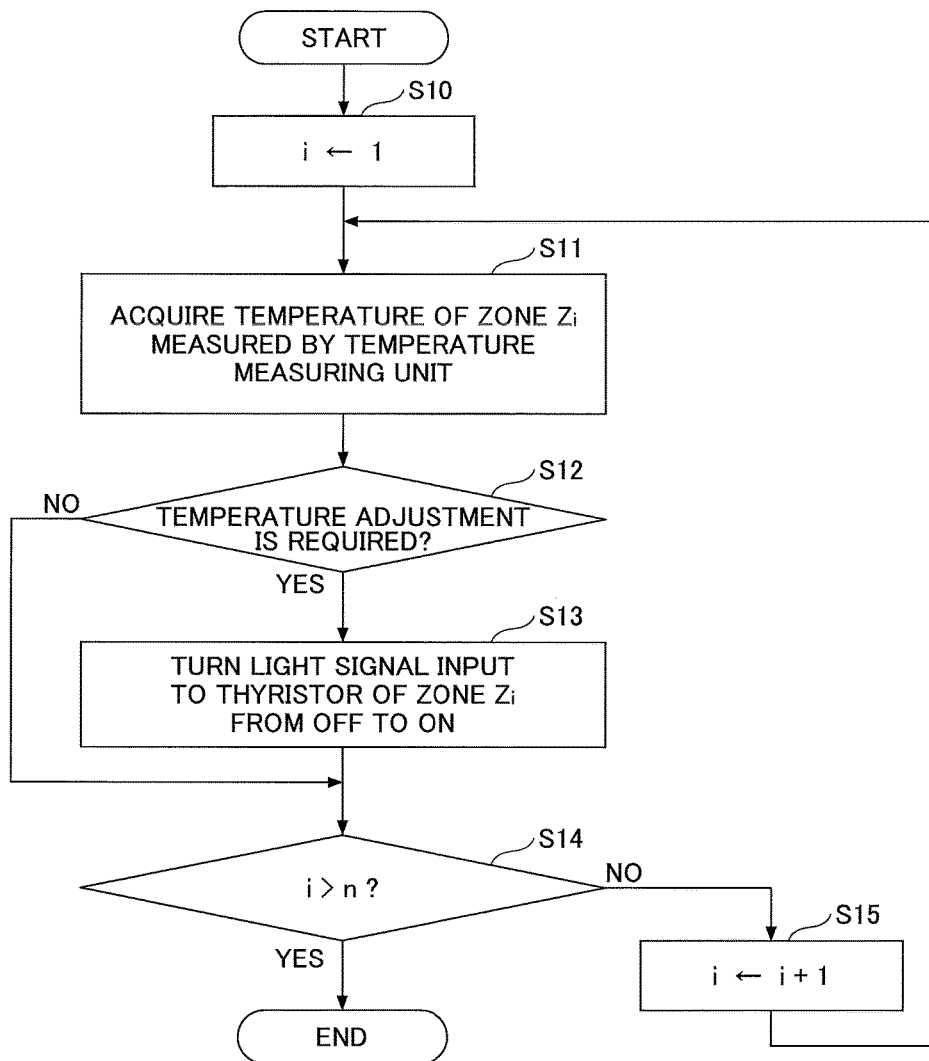 START
S10
i ← 1
S11
ACQUIRE TEMPERATURE OF ZONE Zi
MEASURED BY TEMPERATURE
MEASURING UNIT
S12
NO
TEMPERATURE ADJUSTMENT
IS REQUIRED?
YES
S13
TURN LIGHT SIGNAL INPUT
TO THYRISTOR OF ZONE Zi
FROM OFF TO ON
S14
i > n ?
NO
S15
YES
i ← i + 1
END